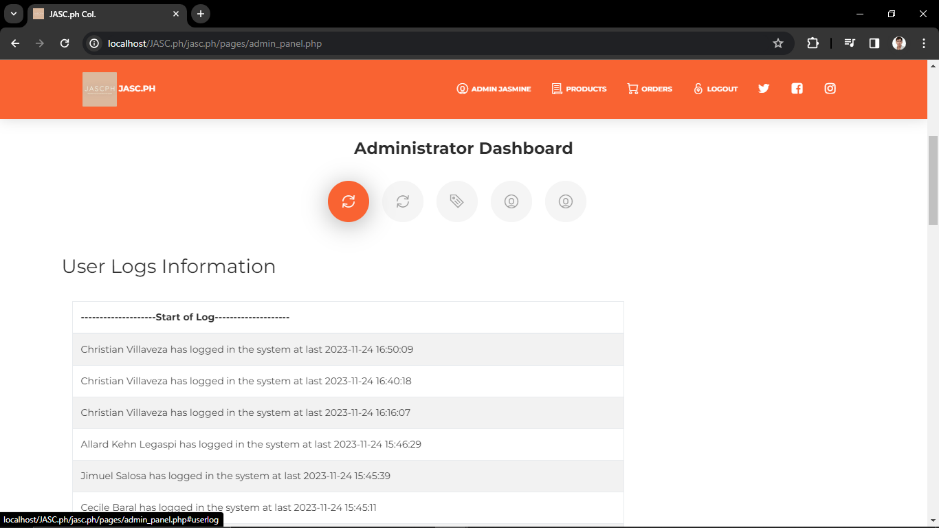 JASC.ph Col.
localhost/JASC.ph/jasc.ph/pages/admin_panel.php
JASCPH JASC.PH
ADMIN JASMINE PRODUCTS ORDERS LOGOUT
Administrator Dashboard
User Logs Information
--------------------Start of Log--------------------
Christian Villaveza has logged in the system at last 2023-11-24 16:50:09
Christian Villaveza has logged in the system at last 2023-11-24 16:40:18
Christian Villaveza has logged in the system at last 2023-11-24 16:16:07
Allard Kehn Legaspi has logged in the system at last 2023-11-24 15:46:29
Jimuel Salosa has logged in the system at last 2023-11-24 15:45:39
Cecile Baral has logged in the system at last 2023-11-24 15:45:11
localhost/JASC.ph/jasc.ph/pages/admin_panel.php#userlog